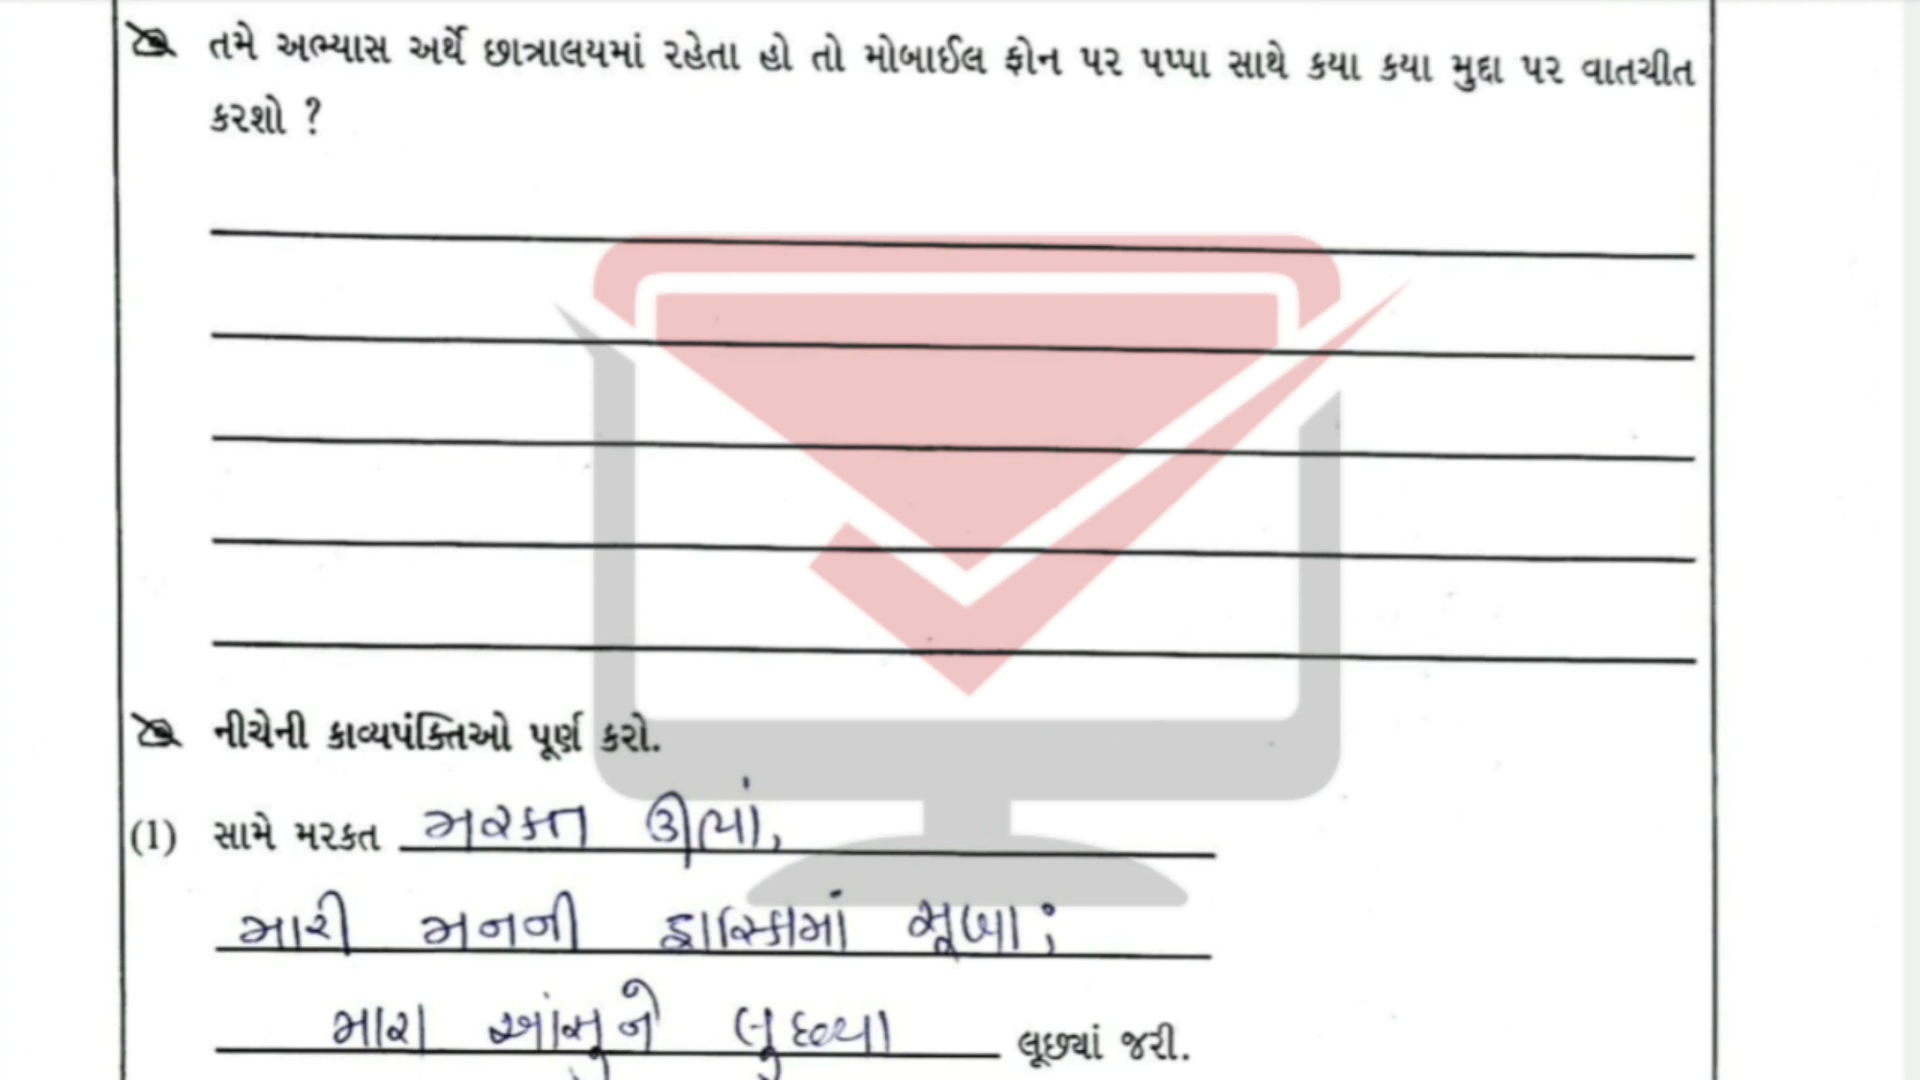 તમે અભ્યાસ અર્થે છાત્રાલયમાં રહેતા હો તો મોબાઈલ ફોન પર પપ્પા સાથે કયા કયા મુદ્દા પર વાતચીત
કરશો ?
નીચેની કાવ્યપંક્તિઓ પૂર્ણ કરો.
(1) સામે મરકત મરકત ઊભાં,
મારી મનની દ્રાસ્કિમાં સૂબા;
મારા આંસુને લુછ્યા લૂછ્યાં જરી.